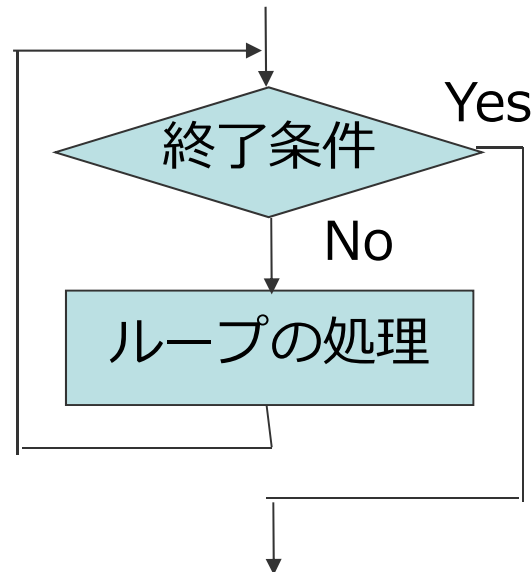 終了条件
Yes
No
ループの処理